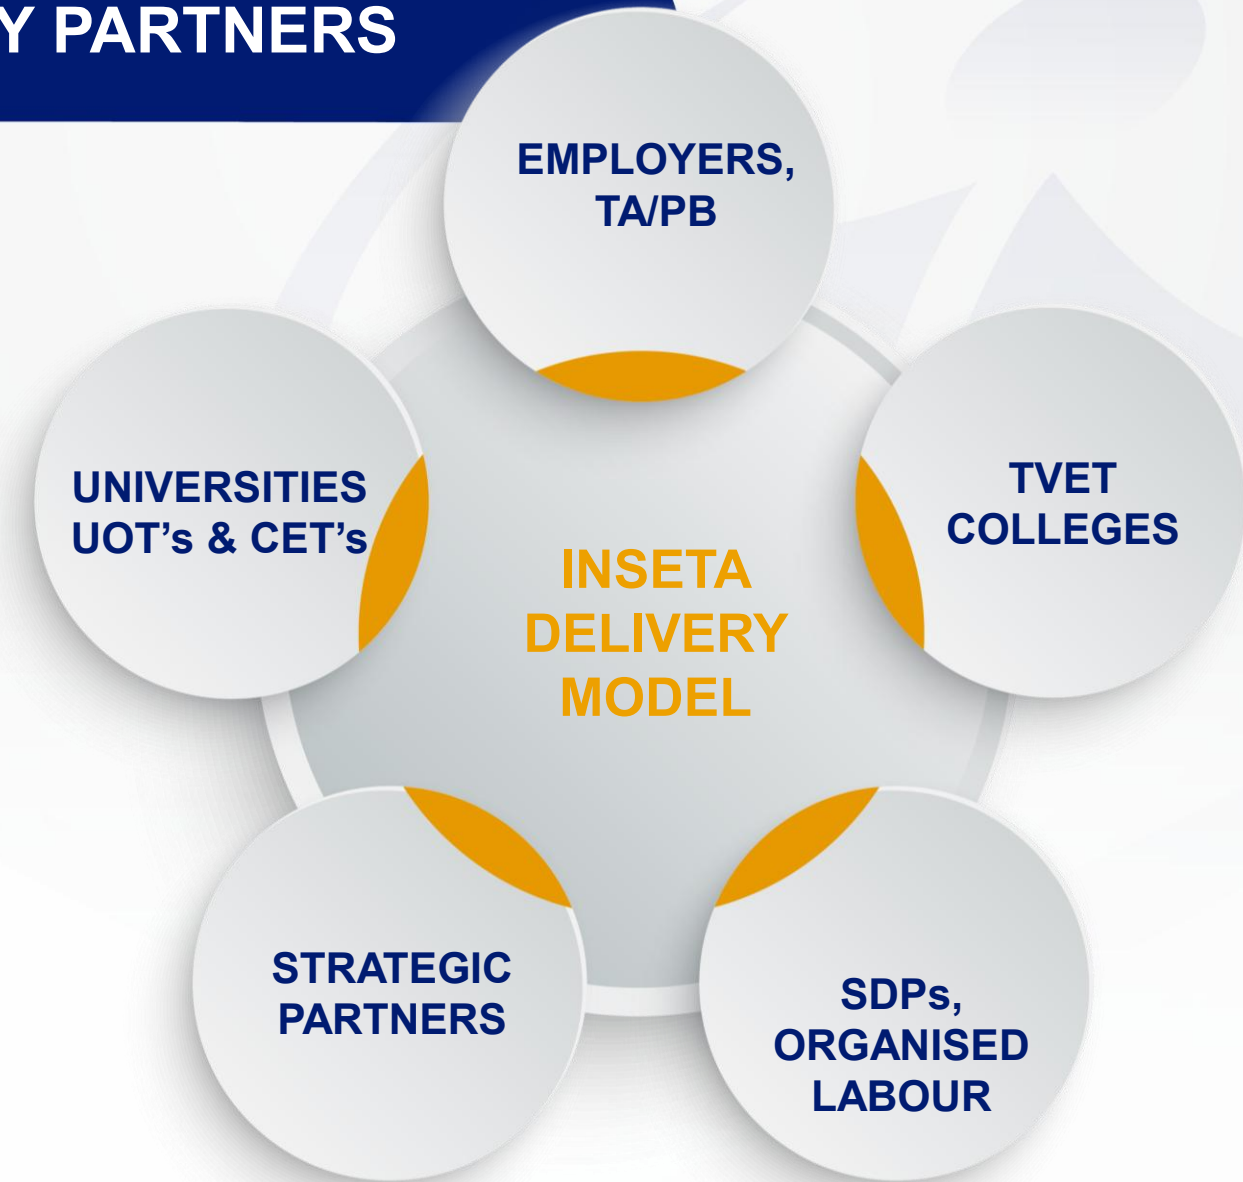 Y PARTNERS
EMPLOYERS,
TA/PB
UNIVERSITIES
UOT’s & CET’s
TVET
COLLEGES
INSETA
DELIVERY
MODEL
STRATEGIC
PARTNERS
SDPs,
ORGANISED
LABOUR